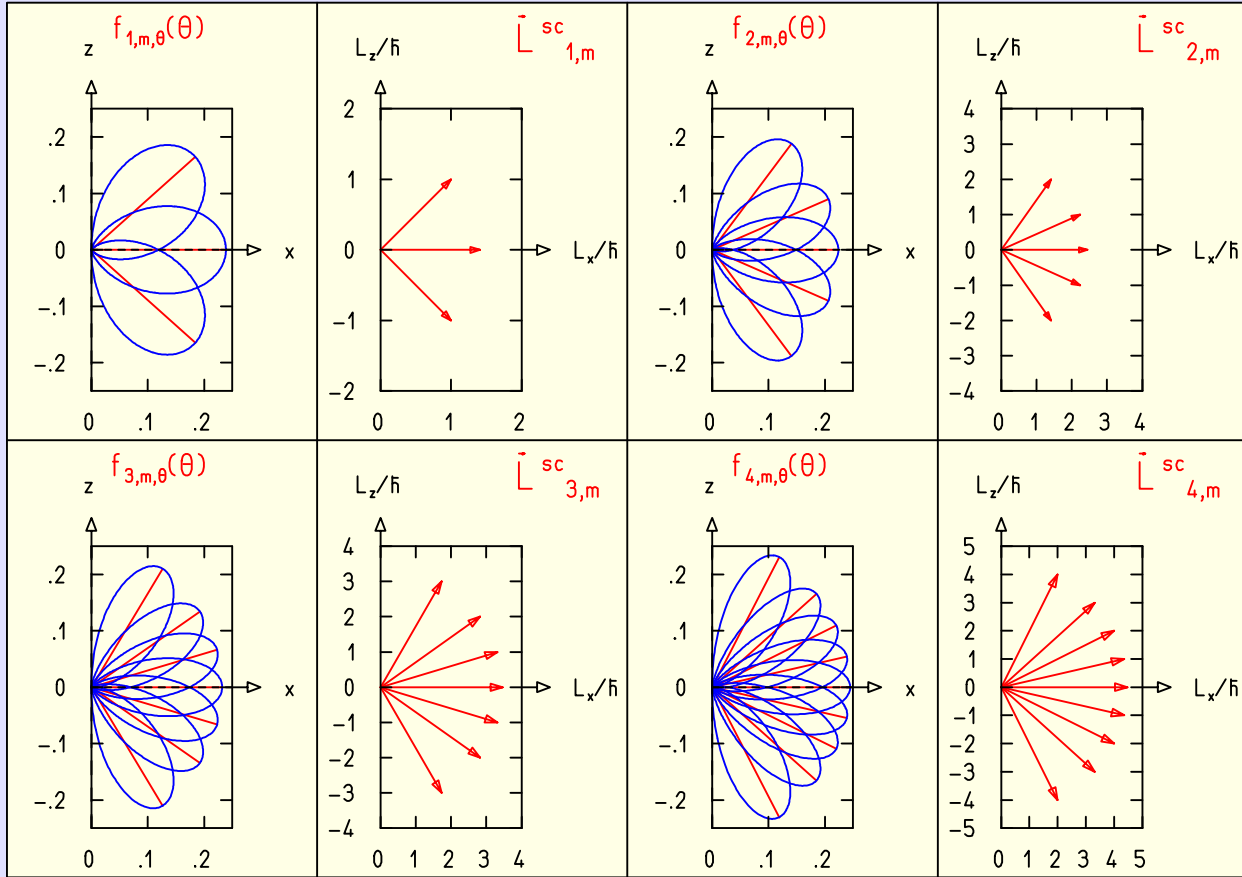 f1,m,θ(θ)
z
.2
.1
0
−.1
−.2
0 .1 .2
x
L⃗ sc 1,m
Lz/ħ
2
1
0
−1
−2
0 1 2
Lx/ħ
f2,m,θ(θ)
z
.2
.1
0
−.1
−.2
0 .1 .2
x
L⃗ sc 2,m
Lz/ħ
4
3
2
1
0
−1
−2
−3
−4
0 1 2 3 4
Lx/ħ
f3,m,θ(θ)
z
.2
.1
0
−.1
−.2
0 .1 .2
x
L⃗ sc 3,m
Lz/ħ
4
3
2
1
0
−1
−2
−3
−4
0 1 2 3 4
Lx/ħ
f4,m,θ(θ)
z
.2
.1
0
−.1
−.2
0 .1 .2
x
L⃗ sc 4,m
Lz/ħ
5
4
3
2
1
0
−1
−2
−3
−4
−5
0 1 2 3 4 5
Lx/ħ